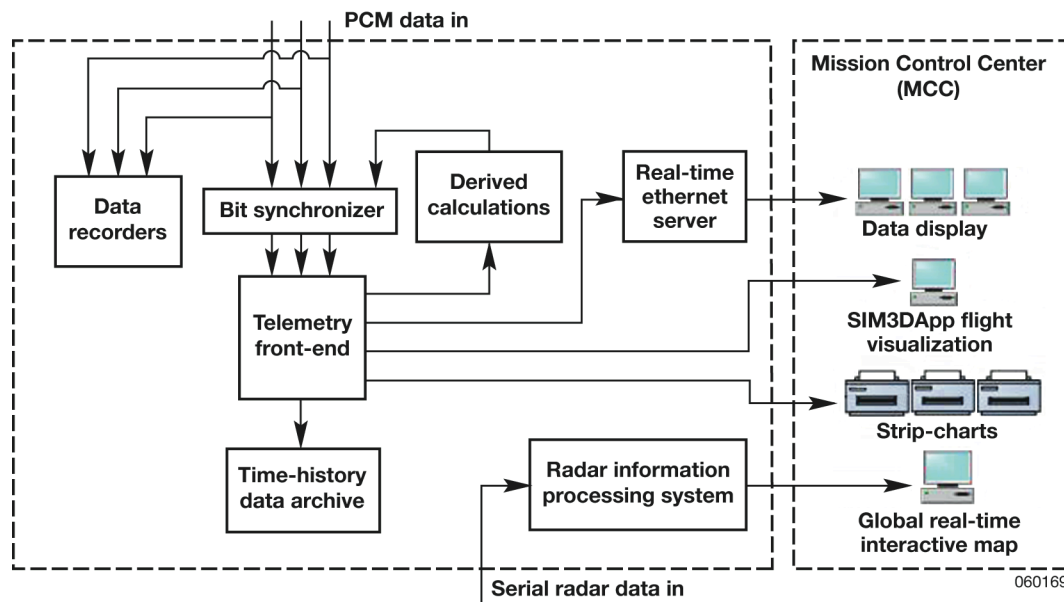 PCM data in
Mission Control Center
(MCC)
Data
recorders
Bit synchronizer
Derived
calculations
Real-time
ethernet
server
Data display
Telemetry
front-end
SIM3DApp flight
visualization
Strip-charts
Time-history
data archive
Radar information
processing system
Global real-time
interactive map
Serial radar data in
060169